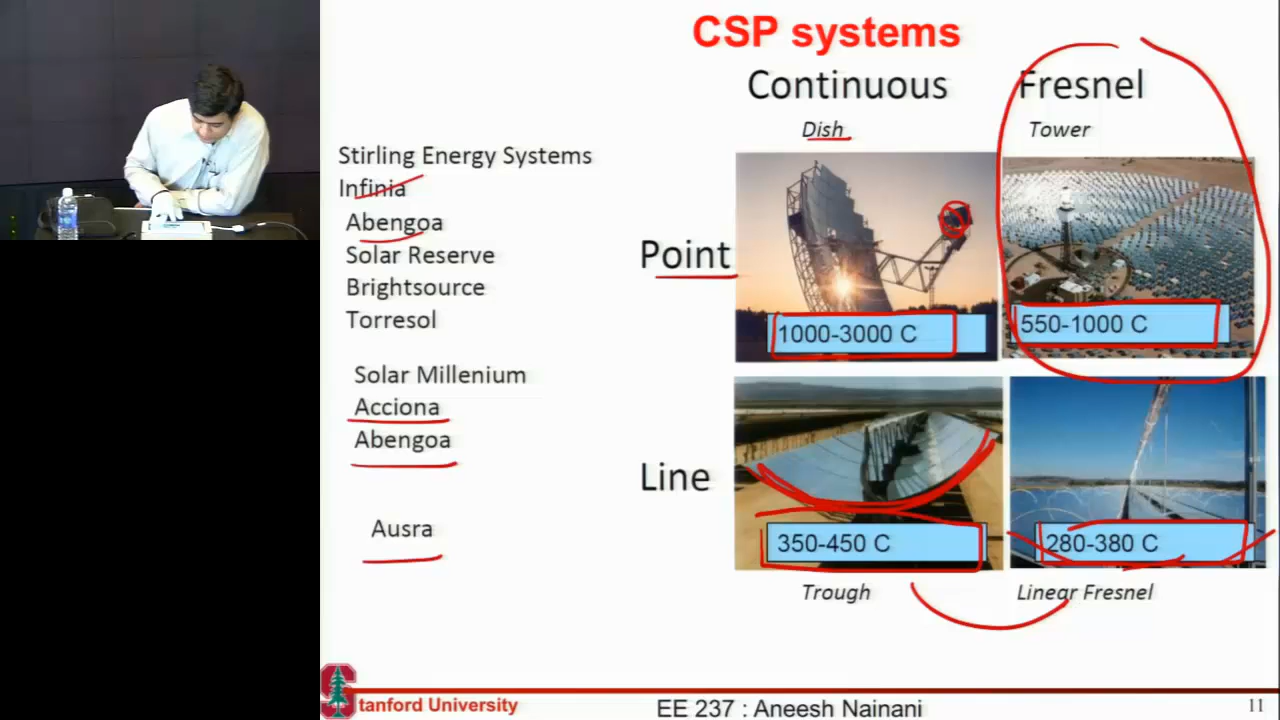 CSP systems
Continuous
Fresnel
Dish
Tower
Stirling Energy Systems
Infinia
Abengoa
Solar Reserve
Brightsource
Torresol
Point
1000-3000 C
550-1000 C
Solar Millenium
Acciona
Abengoa
Line
Ausra
350-450 C
280-380 C
Trough
Linear Fresnel
Stanford University
EE 237 : Aneesh Nainani
11